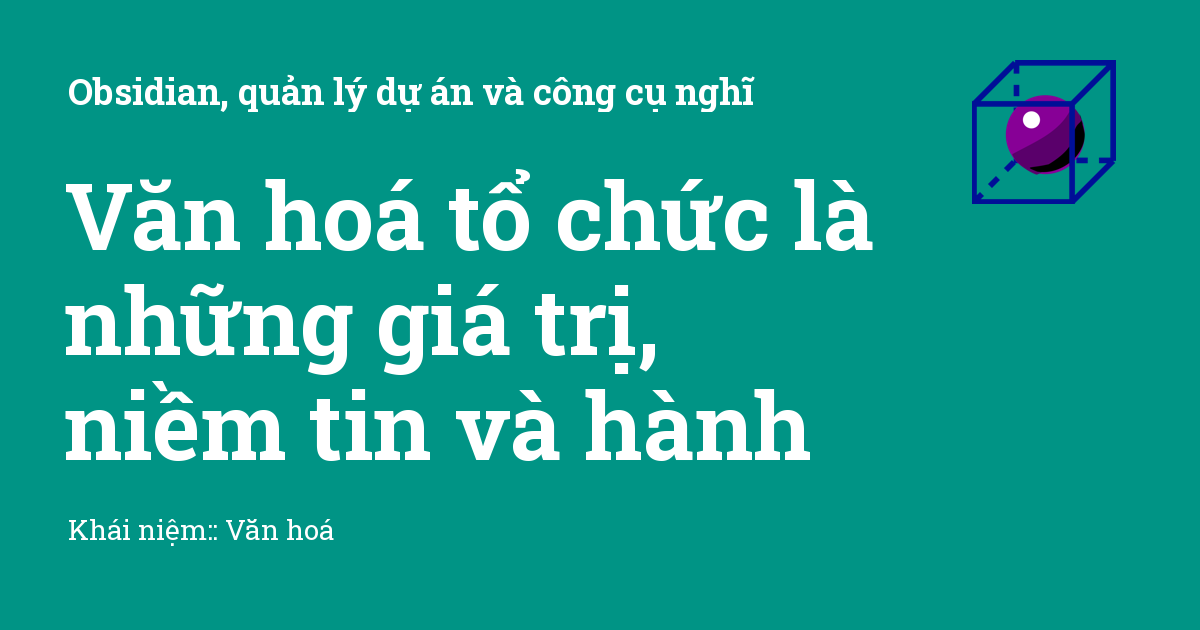 Obsidian, quản lý dự án và công cụ nghĩ
Văn hoá tổ chức là
những giá trị,
niềm tin và hành
Khái niệm:: Văn hoá